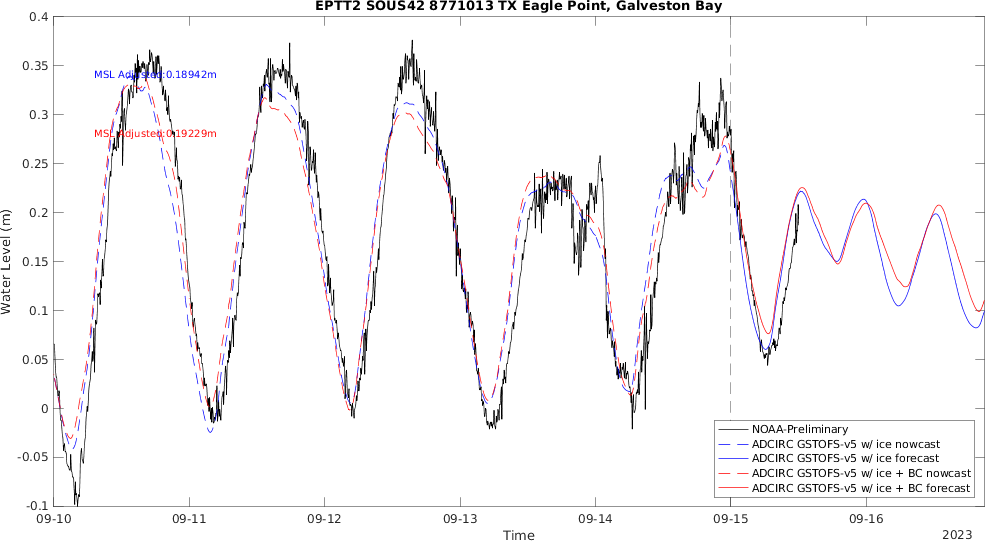 EPTT2 SOUS42 8771013 TX Eagle Point, Galveston Bay
0.4
0.35
0.3
0.25
0.2
0.15
0.1
0.05
0
-0.05
-0.1
Water Level (m)
MSL Adjusted:0.18942m
MSL Adjusted:0.19229m
NOAA-Preliminary
ADCIRC GSTOFS-v5 w/ ice nowcast
ADCIRC GSTOFS-v5 w/ ice forecast
ADCIRC GSTOFS-v5 w/ ice + BC nowcast
ADCIRC GSTOFS-v5 w/ ice + BC forecast
09-10 09-11 09-12 09-13 09-14 09-15 09-16
Time
2023